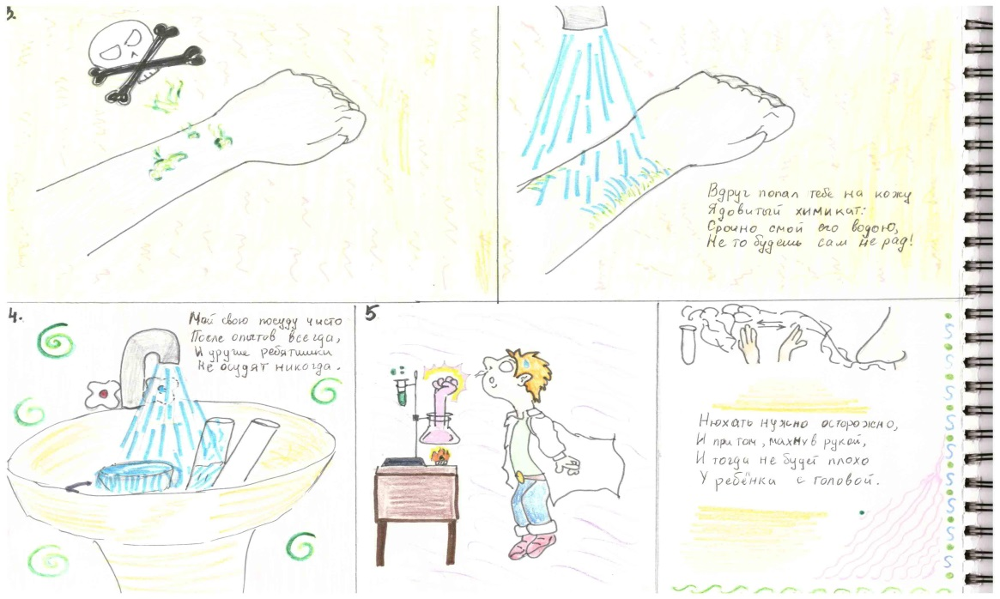 3.
Вдруг попал тебе на кожу
Ядовитый химикат:
Срочно смой его водою,
Не то будешь сам не рад!
4.
Мой свою посуду чисто
После опытов всегда,
И другие ребятишки
Не осудят никогда.
5
Нюхать нужно осторожно,
И при том, махнув рукой,
И тогда не будет плохо
У ребёнка с головой.